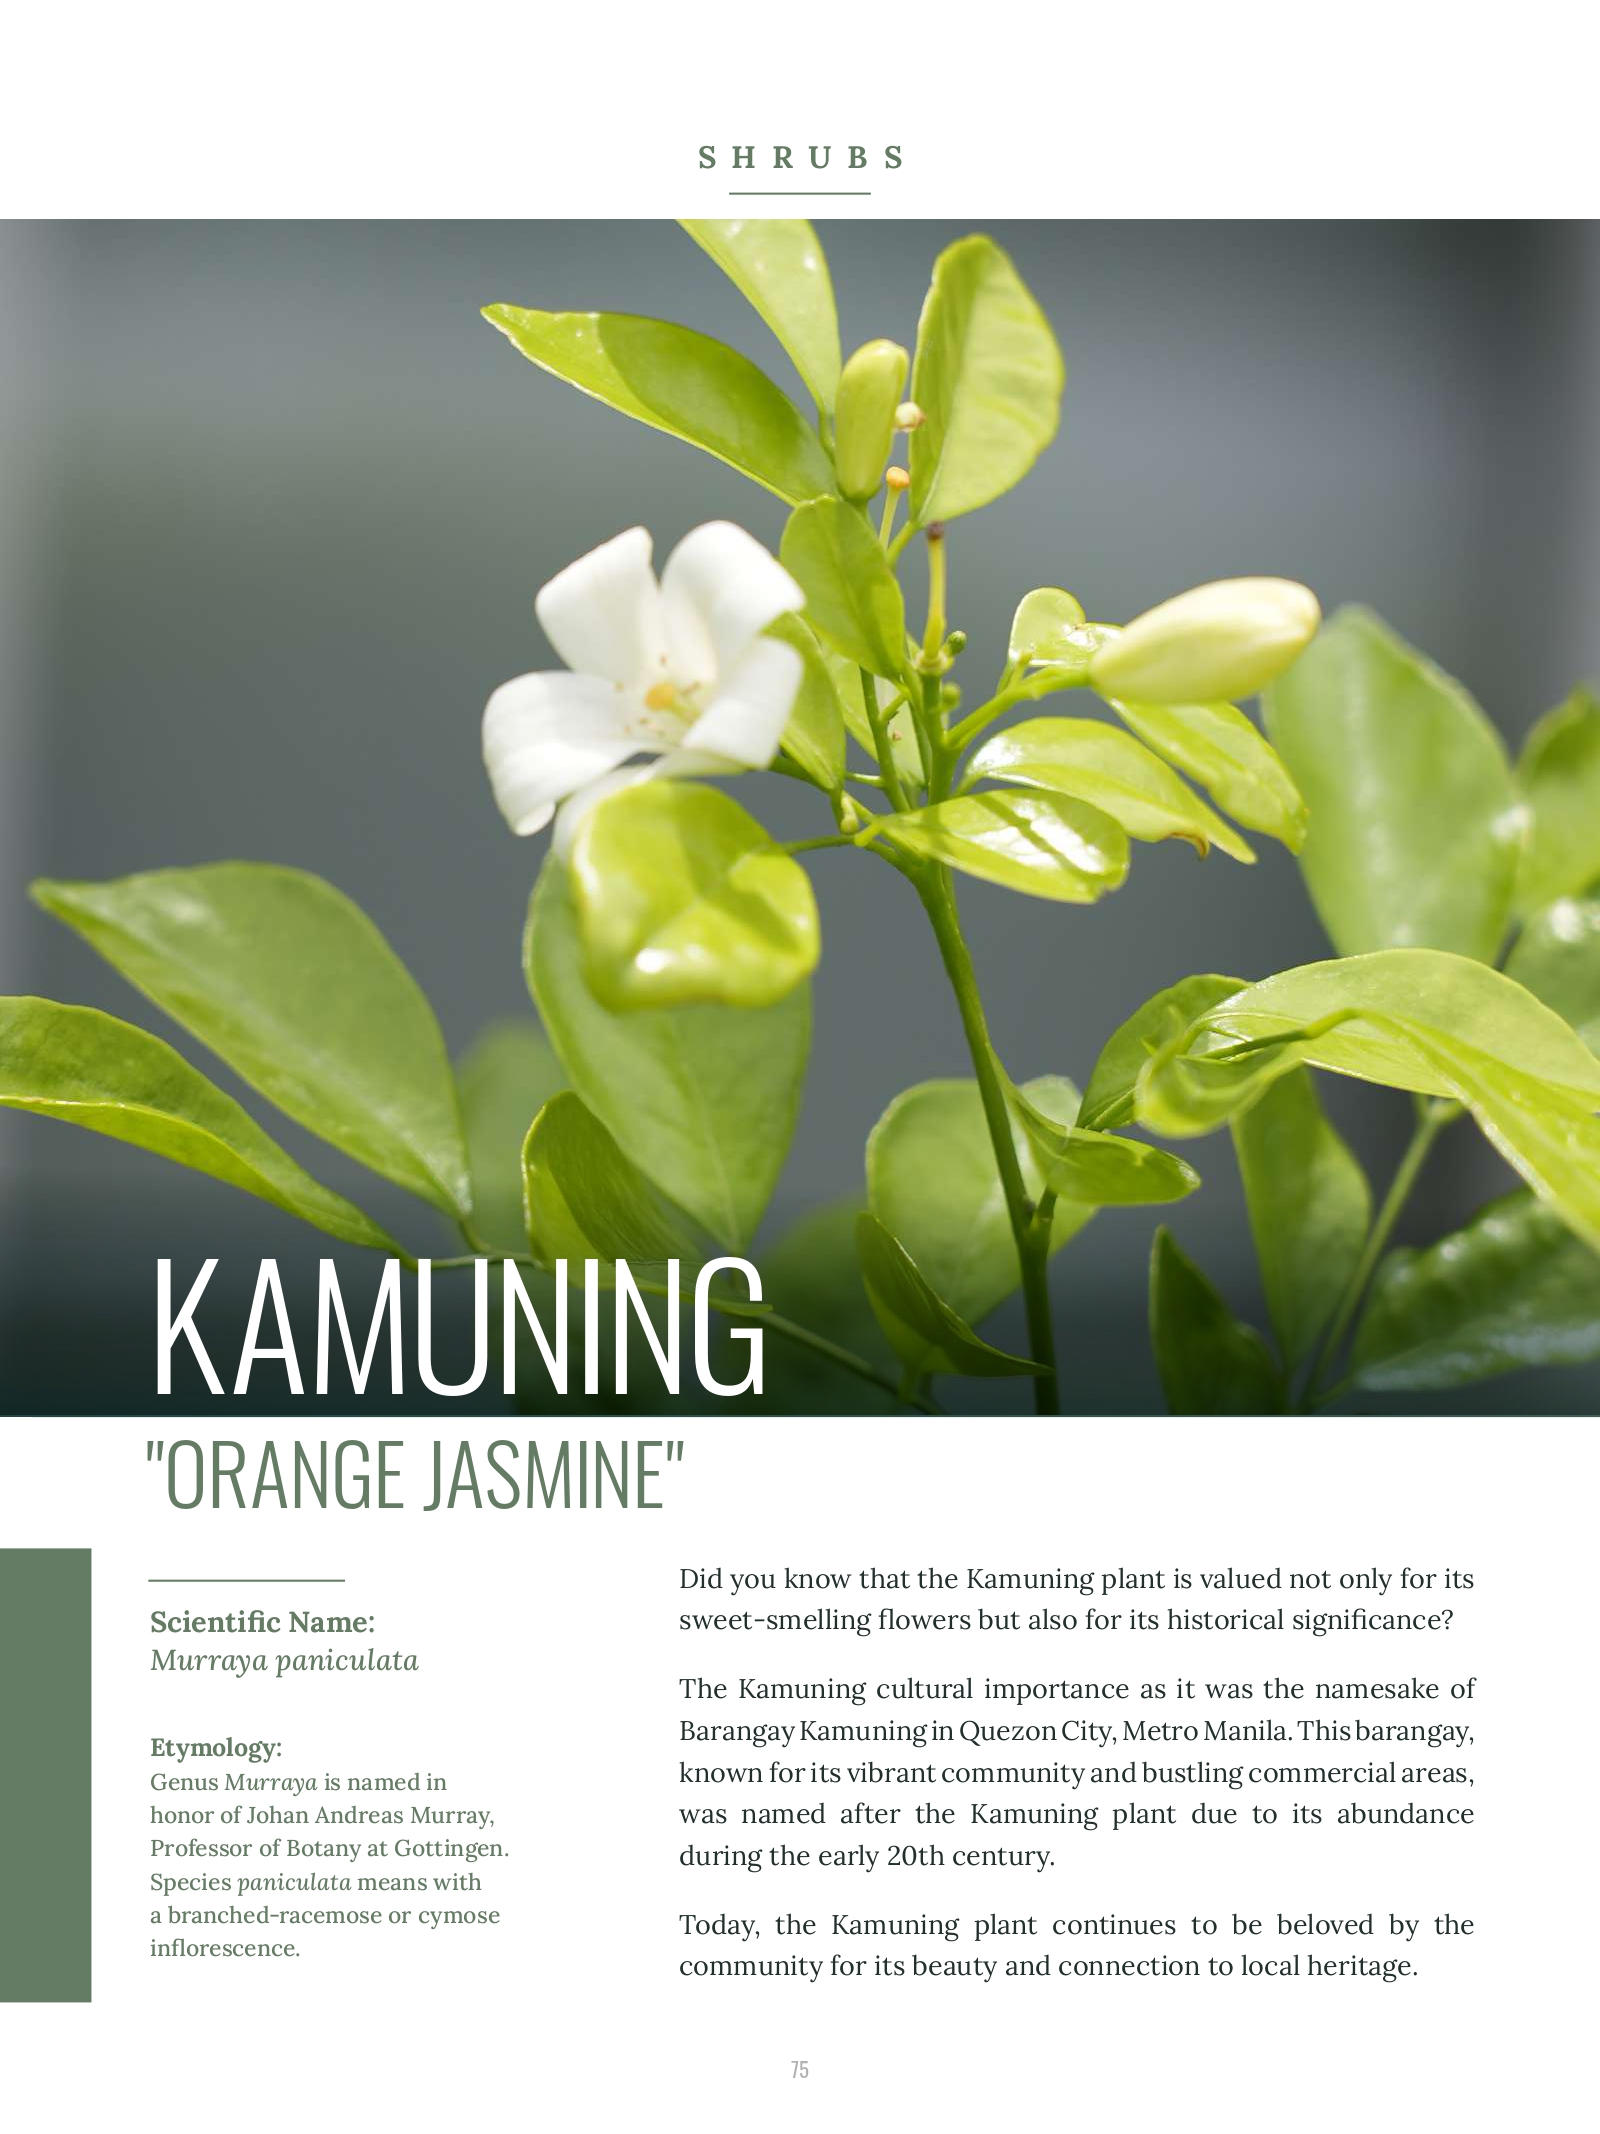 SHRUBS
KAMUNING
"ORANGE JASMINE"
Scientific Name:
Murraya paniculata
Etymology:
Genus Murraya is named in
honor of Johan Andreas Murray,
Professor of Botany at Gottingen.
Species paniculata means with
a branched-racemose or cymose
inflorescence.
Did you know that the Kamuning plant is valued not only for its
sweet-smelling flowers but also for its historical significance?
The Kamuning cultural importance as it was the namesake of
Barangay Kamuning in Quezon City, Metro Manila. This barangay,
known for its vibrant community and bustling commercial areas,
was named after the Kamuning plant due to its abundance
during the early 20th century.
Today, the Kamuning plant continues to be beloved by the
community for its beauty and connection to local heritage.
75